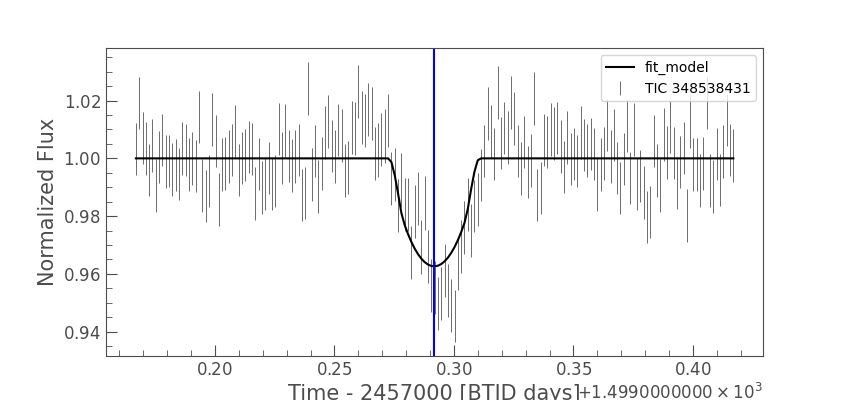 fit_model
TIC 348538431
Normalized Flux
1.02
1.00
0.98
0.96
0.94
0.20
0.25
0.30
0.35
0.40
Time - 2457000 [BTJD days]
+1.4990000000 × 10³